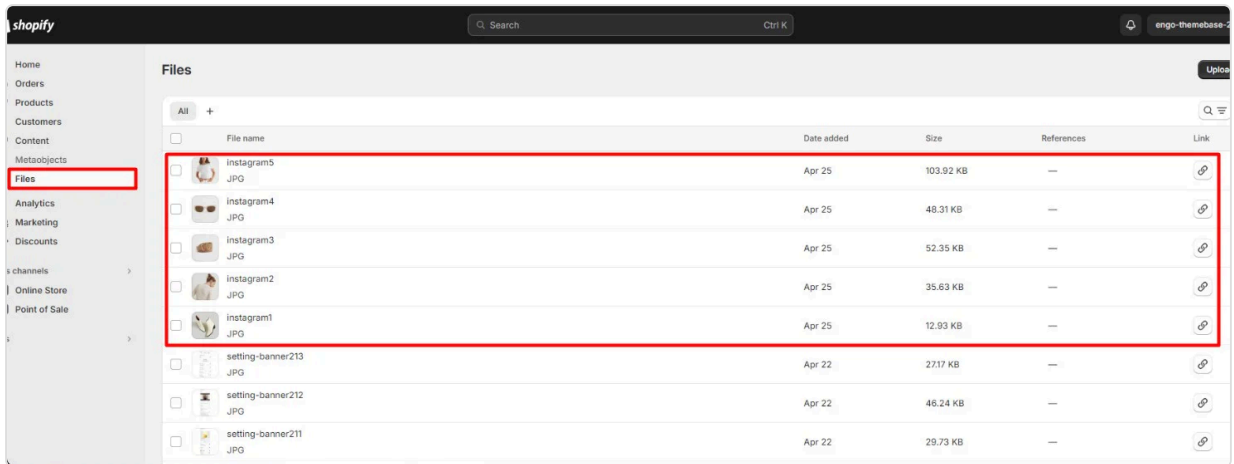 shopify
Search
Ctrl K
engo-themebase-2
Home
Orders
Products
Customers
Content
Metaobjects
Files
Analytics
Marketing
Discounts
s channels
Online Store
Point of Sale
Files
Uploa
All +
File name Date added Size References Link
instagram5
JPG
Apr 25 103.92 KB —
instagram4
JPG
Apr 25 48.31 KB —
instagram3
JPG
Apr 25 52.35 KB —
instagram2
JPG
Apr 25 35.63 KB —
instagram1
JPG
Apr 25 12.93 KB —
setting-banner213
JPG
Apr 22 27.17 KB —
setting-banner212
JPG
Apr 22 46.24 KB —
setting-banner211
JPG
Apr 22 29.73 KB —